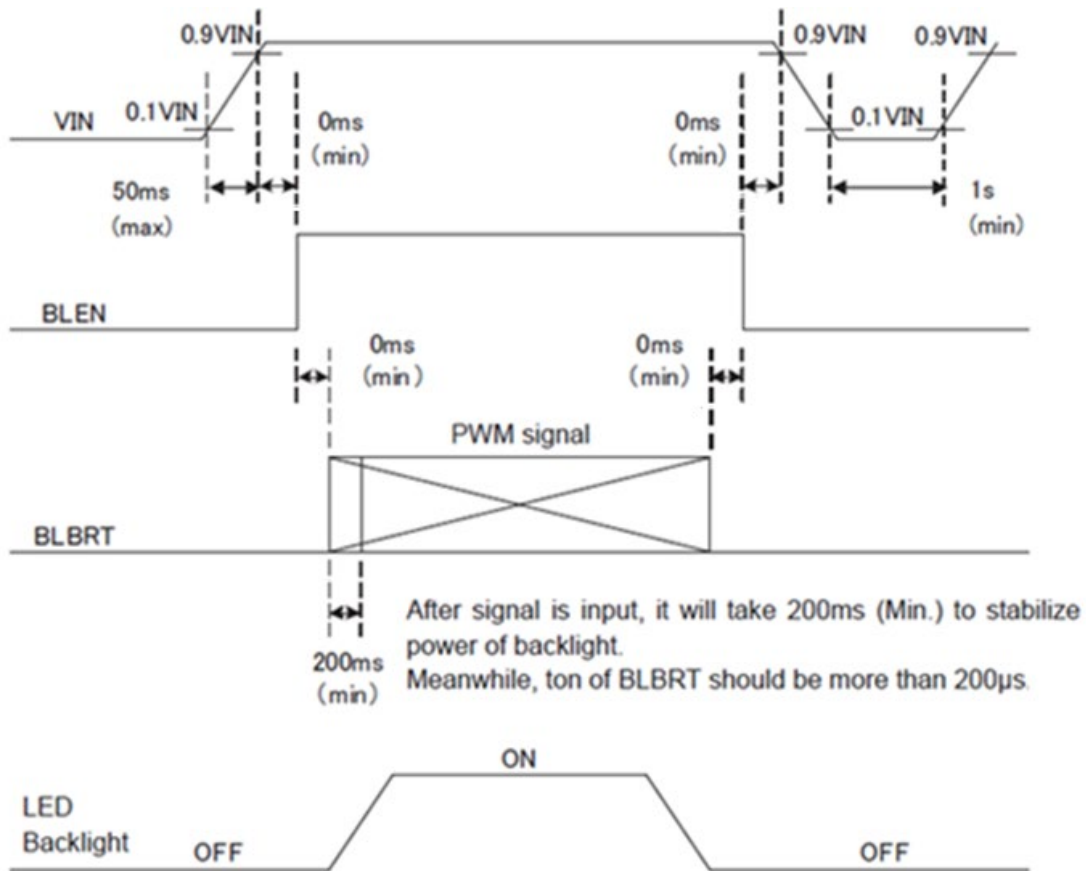 0.9VIN
0.9VIN
0.9VIN
VIN
0.1VIN
0ms
(min)
0ms
(min)
0.1VIN
50ms
(max)
1s
(min)
BLEN
0ms
(min)
0ms
(min)
PWM signal
BLBRT
200ms
(min)
After signal is input, it will take 200ms (Min.) to stabilize
power of backlight.
Meanwhile, ton of BLBRT should be more than 200µs.
ON
LED
Backlight
OFF
OFF